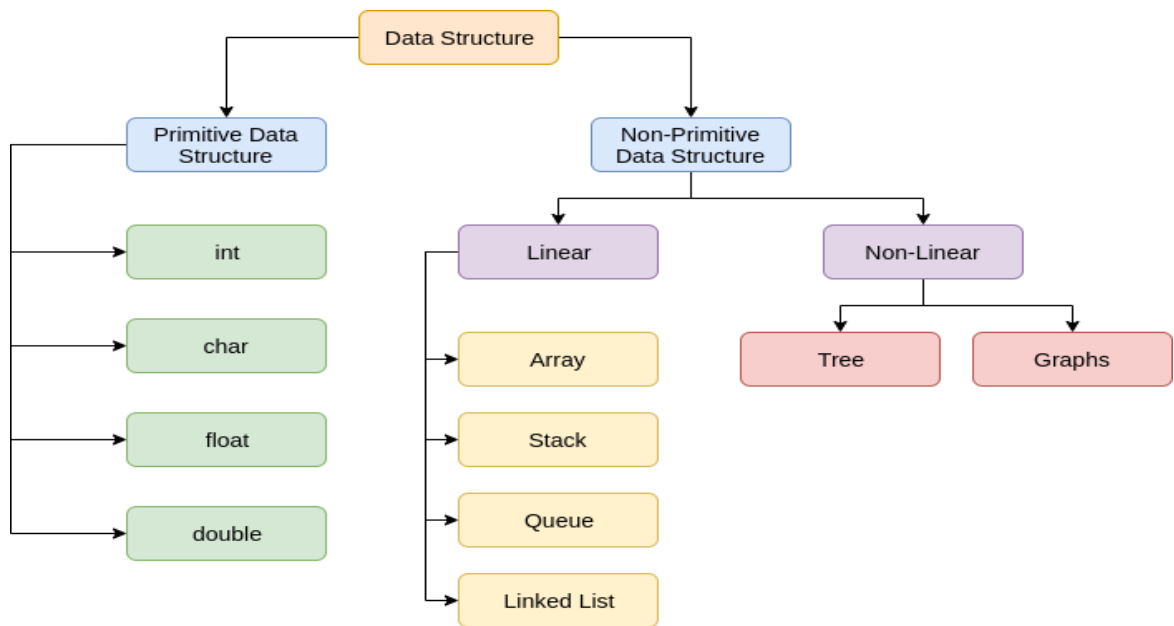 Data Structure
Primitive Data
Structure
Non-Primitive
Data Structure
int
char
float
double
Linear
Non-Linear
Array
Stack
Queue
Linked List
Tree
Graphs